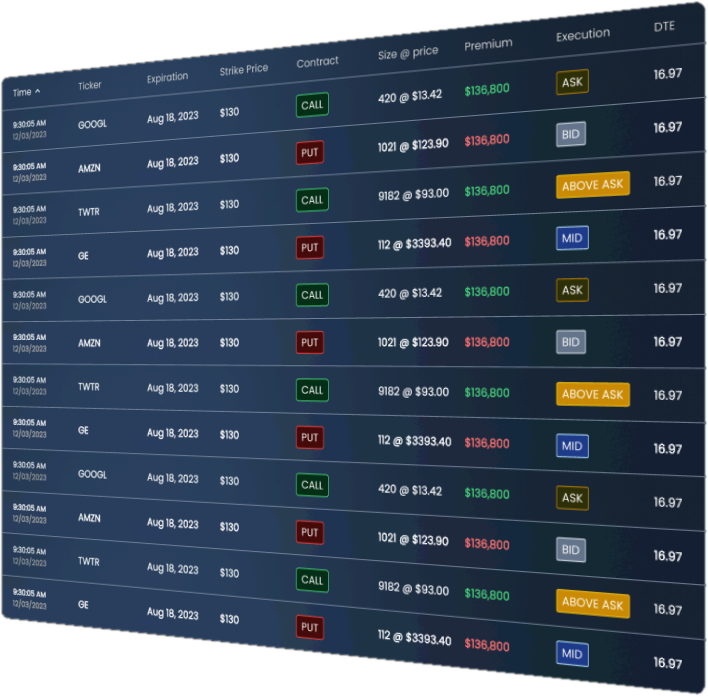 Time Ticker Expiration Strike Price Contract Size @ price Premium Execution DTE
9:30:05 AM
12/03/2023 GOOGL Aug 18, 2023 $130 CALL 420 @ $13.42 $136,800 ASK 16.97
9:30:05 AM
12/03/2023 AMZN Aug 18, 2023 $130 PUT 1021 @ $123.90 $136,800 BID 16.97
9:30:05 AM
12/03/2023 TWTR Aug 18, 2023 $130 CALL 9182 @ $93.00 $136,800 ABOVE ASK 16.97
9:30:05 AM
12/03/2023 GE Aug 18, 2023 $130 PUT 112 @ $3393.40 $136,800 MID 16.97
9:30:05 AM
12/03/2023 GOOGL Aug 18, 2023 $130 CALL 420 @ $13.42 $136,800 ASK 16.97
9:30:05 AM
12/03/2023 AMZN Aug 18, 2023 $130 PUT 1021 @ $123.90 $136,800 BID 16.97
9:30:05 AM
12/03/2023 TWTR Aug 18, 2023 $130 CALL 9182 @ $93.00 $136,800 ABOVE ASK 16.97
9:30:05 AM
12/03/2023 GE Aug 18, 2023 $130 PUT 112 @ $3393.40 $136,800 MID 16.97
9:30:05 AM
12/03/2023 GOOGL Aug 18, 2023 $130 CALL 420 @ $13.42 $136,800 ASK 16.97
9:30:05 AM
12/03/2023 AMZN Aug 18, 2023 $130 PUT 1021 @ $123.90 $136,800 BID 16.97
9:30:05 AM
12/03/2023 TWTR Aug 18, 2023 $130 CALL 9182 @ $93.00 $136,800 ABOVE ASK 16.97
9:30:05 AM
12/03/2023 GE Aug 18, 2023 $130 PUT 112 @ $3393.40 $136,800 MID 16.97